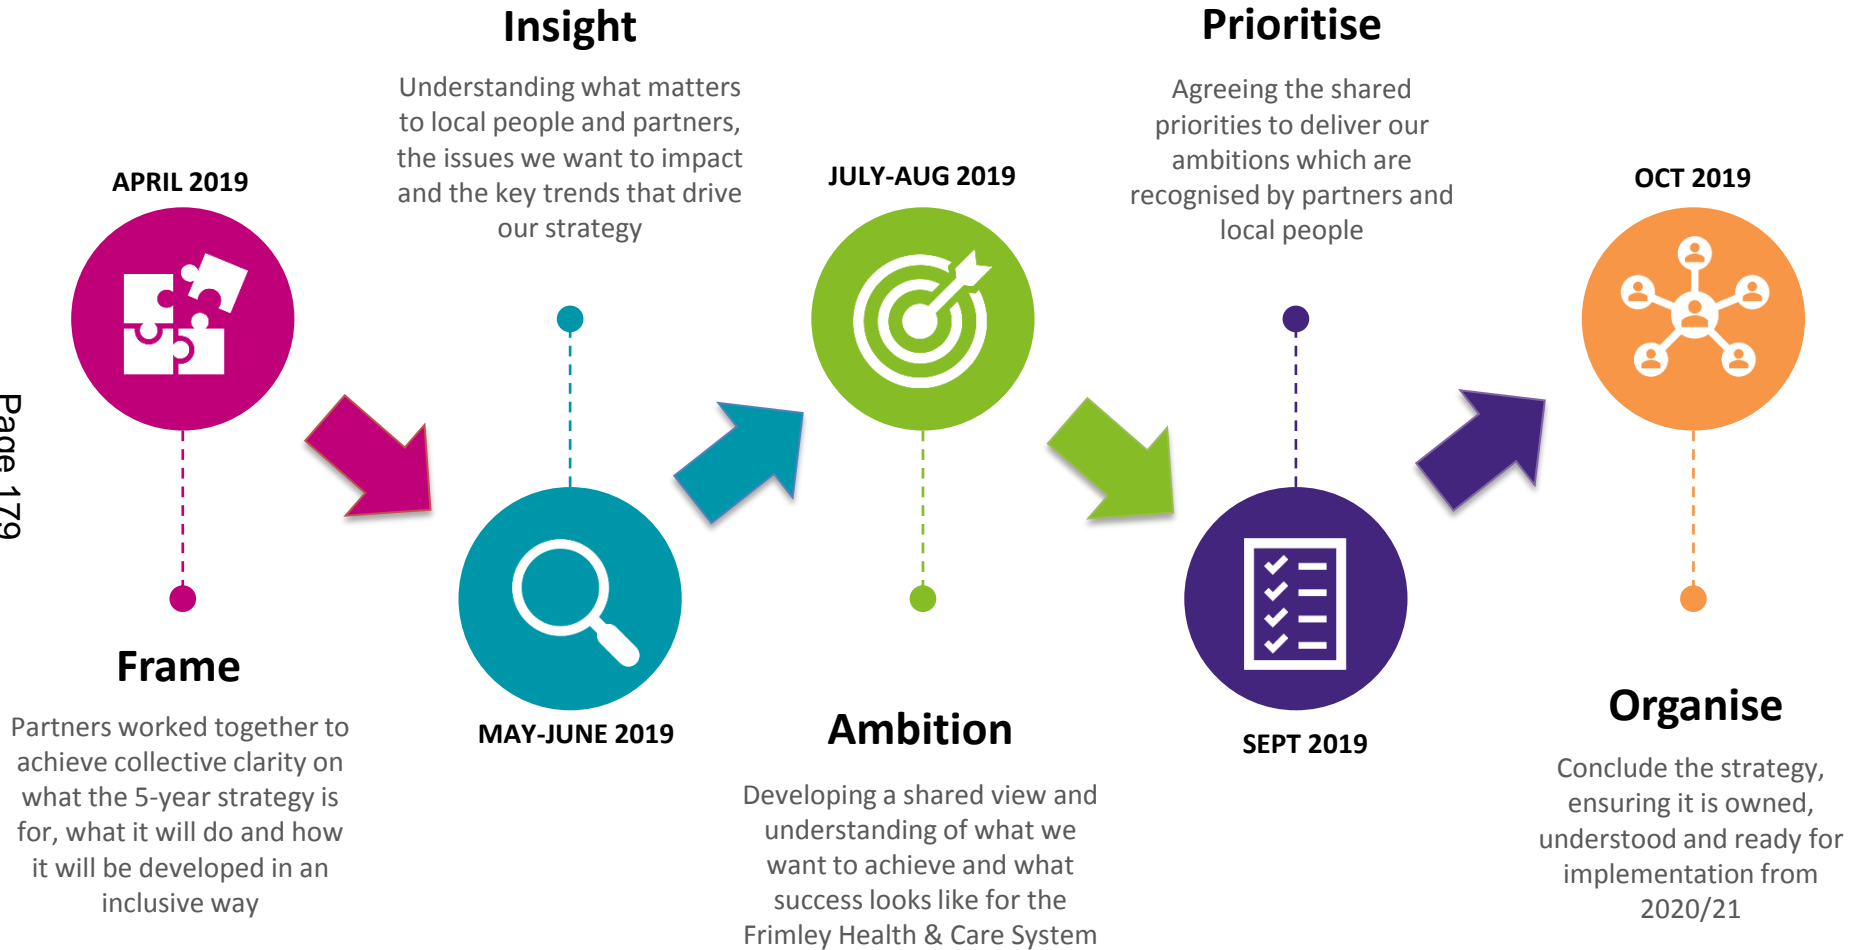 APRIL 2019
Frame
Partners worked together to
achieve collective clarity on
what the 5-year strategy is
for, what it will do and how
it will be developed in an
inclusive way
Insight
Understanding what matters
to local people and partners,
the issues we want to impact
and the key trends that drive
our strategy
MAY-JUNE 2019
JULY-AUG 2019
Ambition
Developing a shared view and
understanding of what we
want to achieve and what
success looks like for the
Frimley Health & Care System
Prioritise
Agreeing the shared
priorities to deliver our
ambitions which are
recognised by partners and
local people
SEPT 2019
OCT 2019
Organise
Conclude the strategy,
ensuring it is owned,
understood and ready for
implementation from
2020/21
Page 179